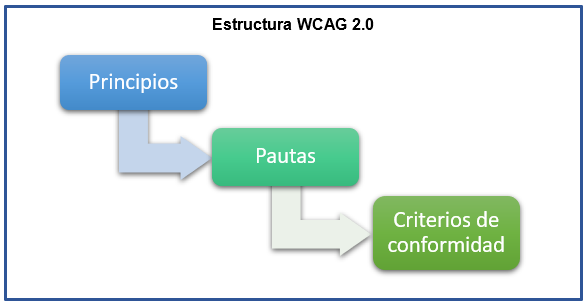 Estructura WCAG 2.0
Principios
Pautas
Criterios de
conformidad